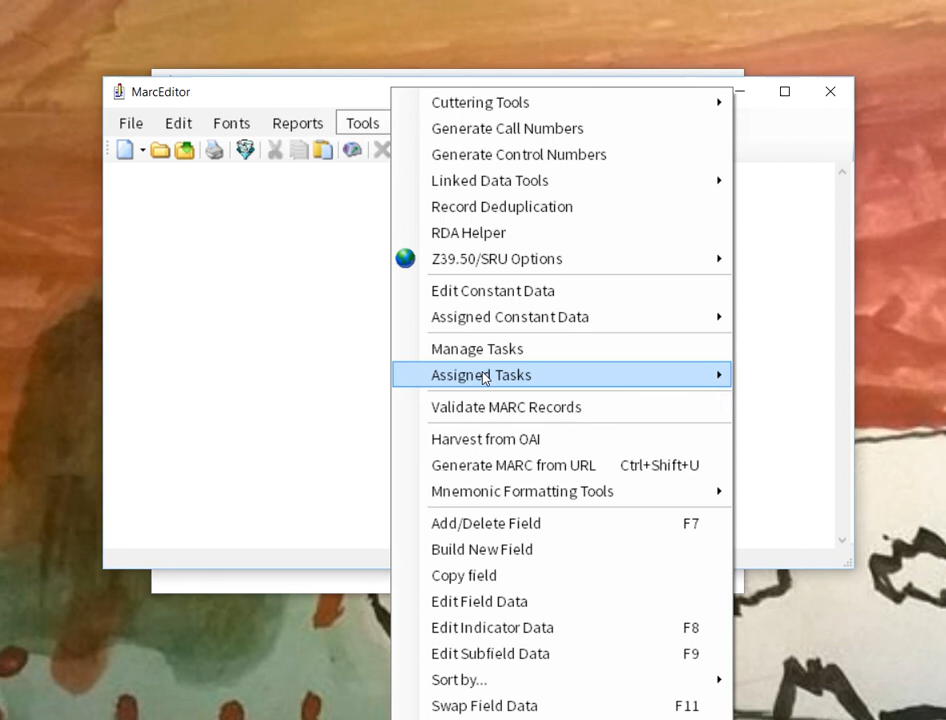 MarcEditor
File Edit Fonts Reports Tools
Cuttering Tools
Generate Call Numbers
Generate Control Numbers
Linked Data Tools
Record Deduplication
RDA Helper
Z39.50/SRU Options
Edit Constant Data
Assigned Constant Data
Manage Tasks
Assigned Tasks
Validate MARC Records
Harvest from OAI
Generate MARC from URL Ctrl+Shift+U
Mnemonic Formatting Tools
Add/Delete Field F7
Build New Field
Copy field
Edit Field Data
Edit Indicator Data F8
Edit Subfield Data F9
Sort by...
Swap Field Data F11